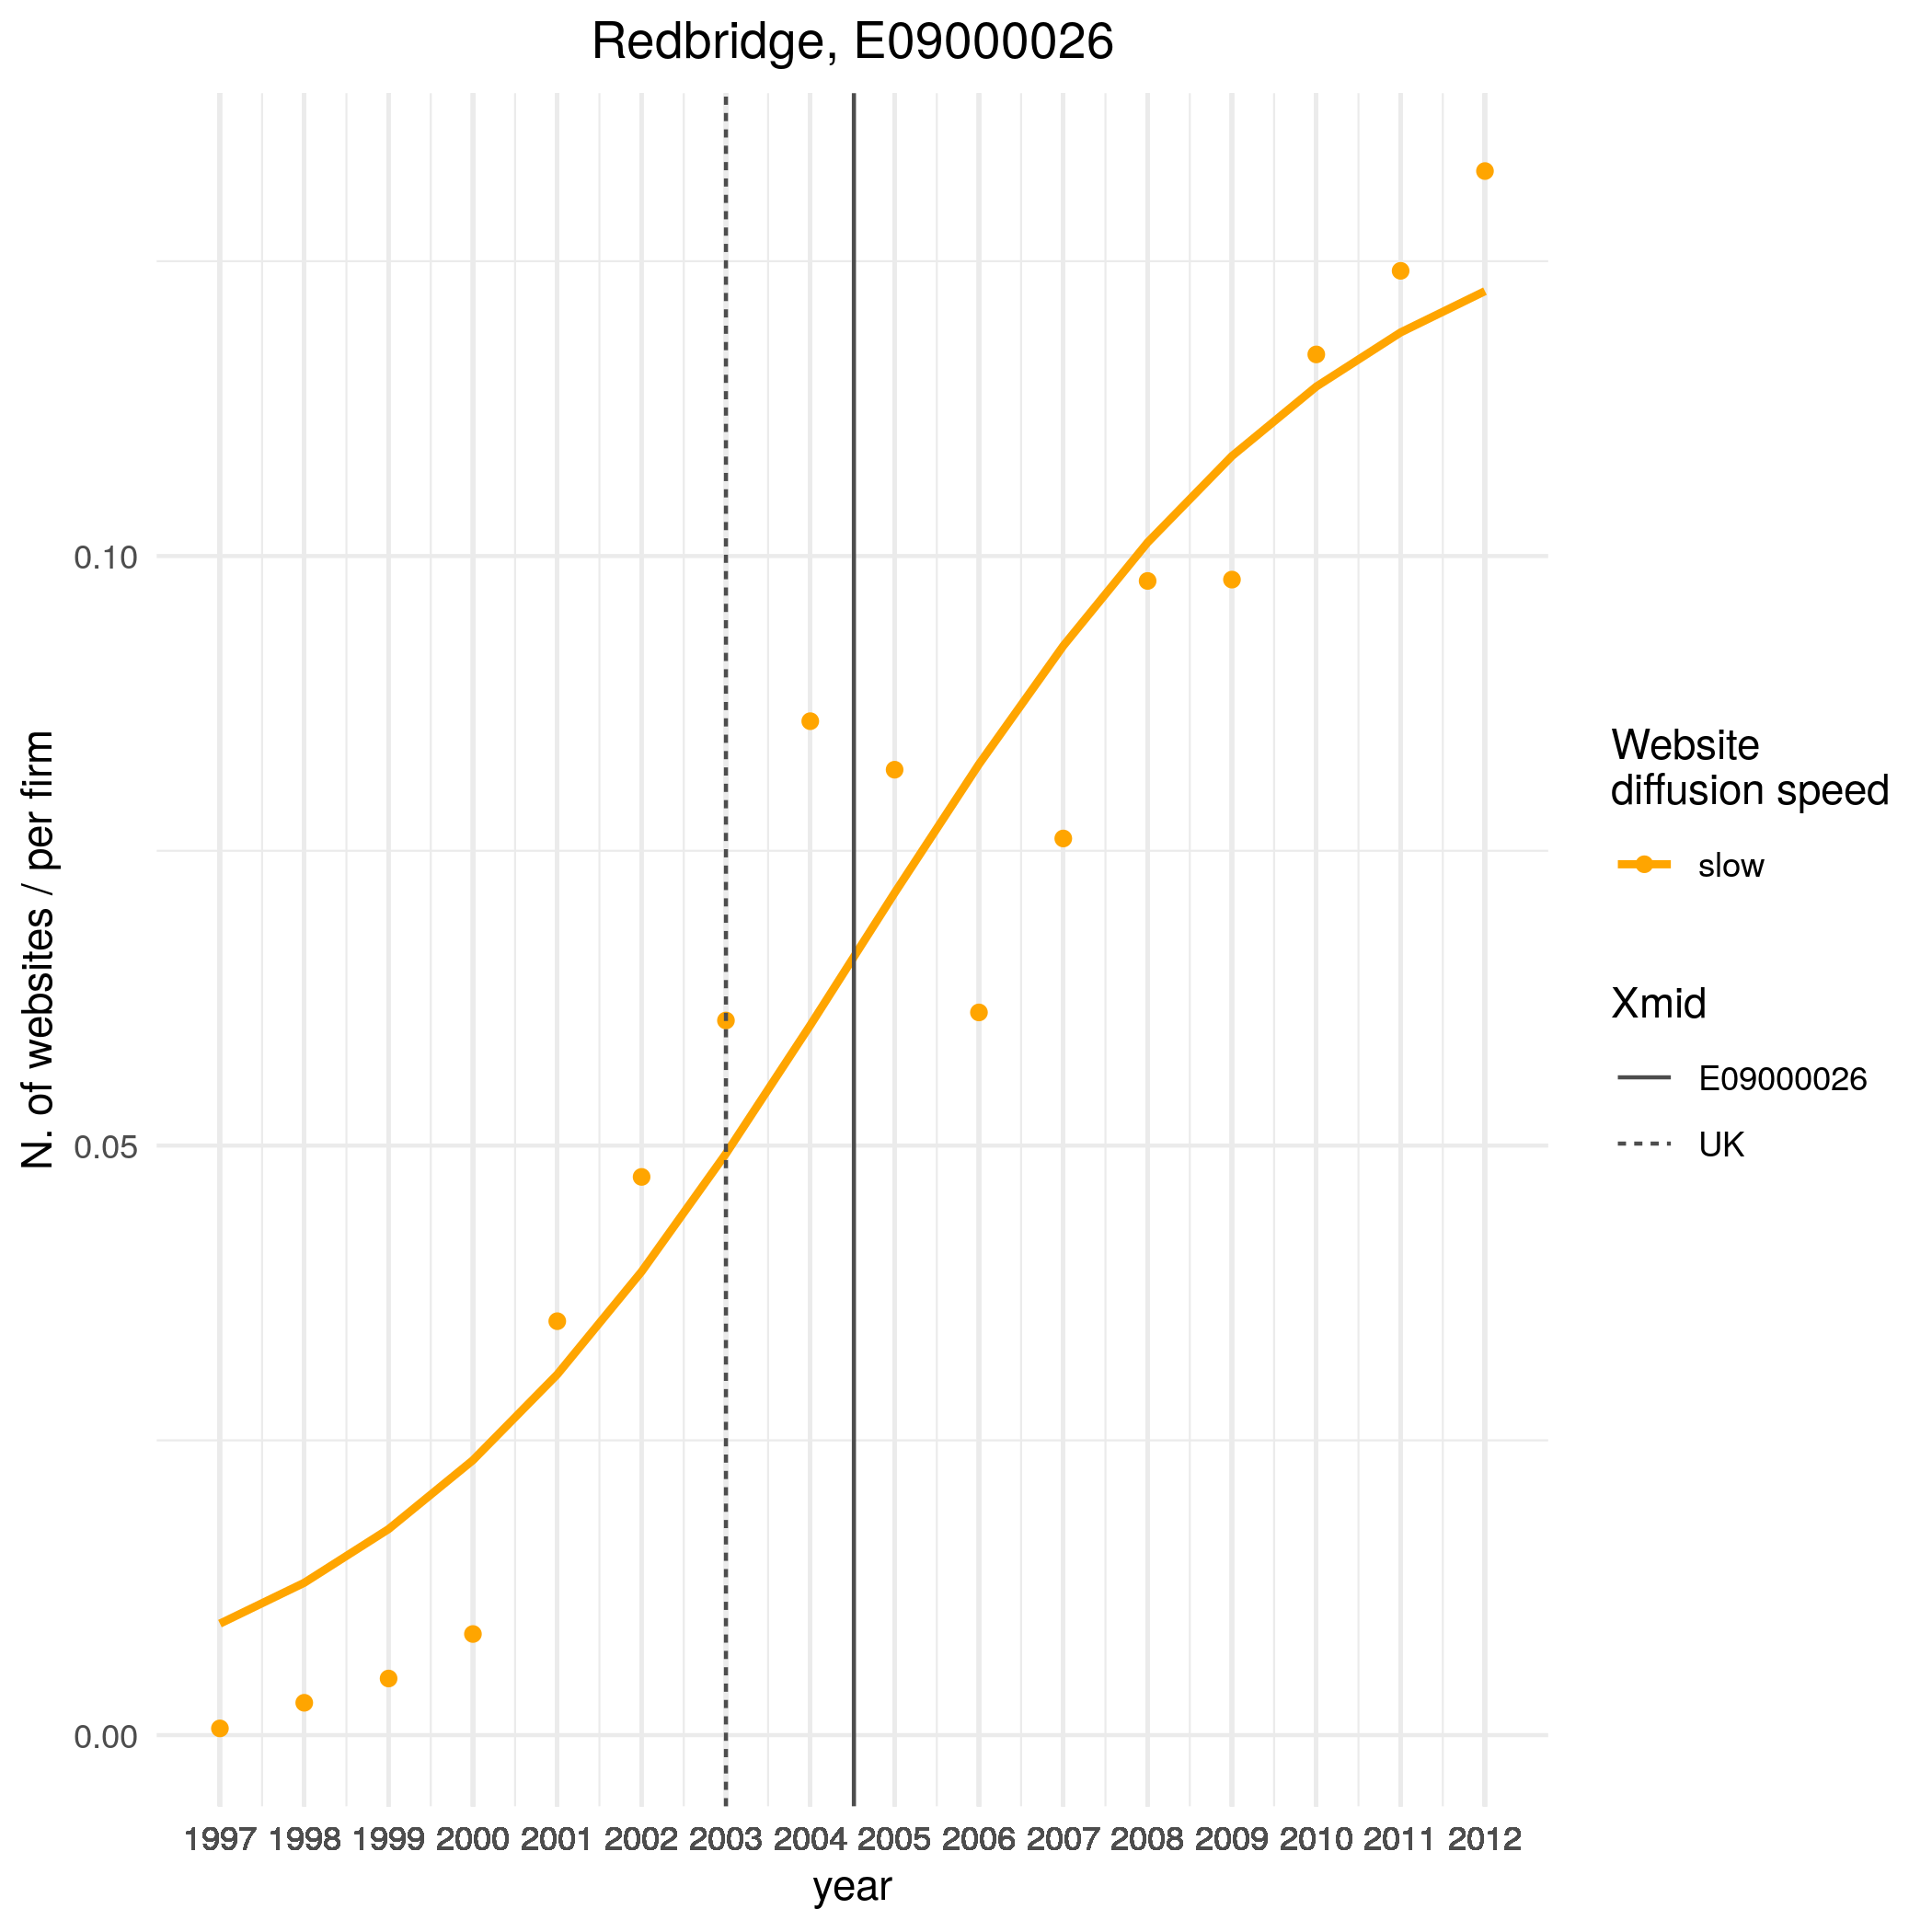 Redbridge, E09000026
N. of websites / per firm
0.10
0.05
0.00
1997 1998 1999 2000 2001 2002 2003 2004 2005 2006 2007 2008 2009 2010 2011 2012
year
Website
diffusion speed
slow
Xmid
E09000026
UK